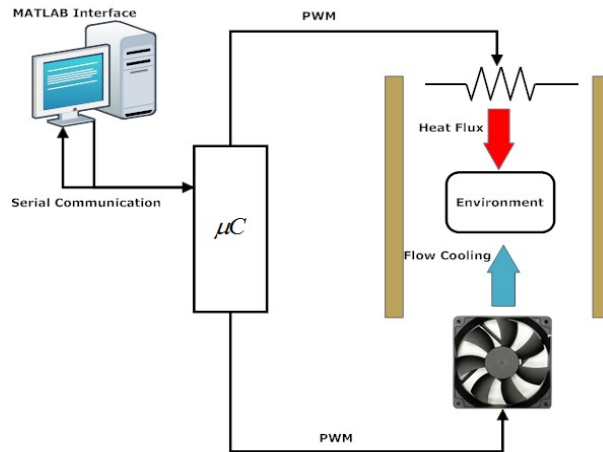 MATLAB Interface
PWM
Heat Flux
Serial Communication
μC
Environment
Flow Cooling
PWM